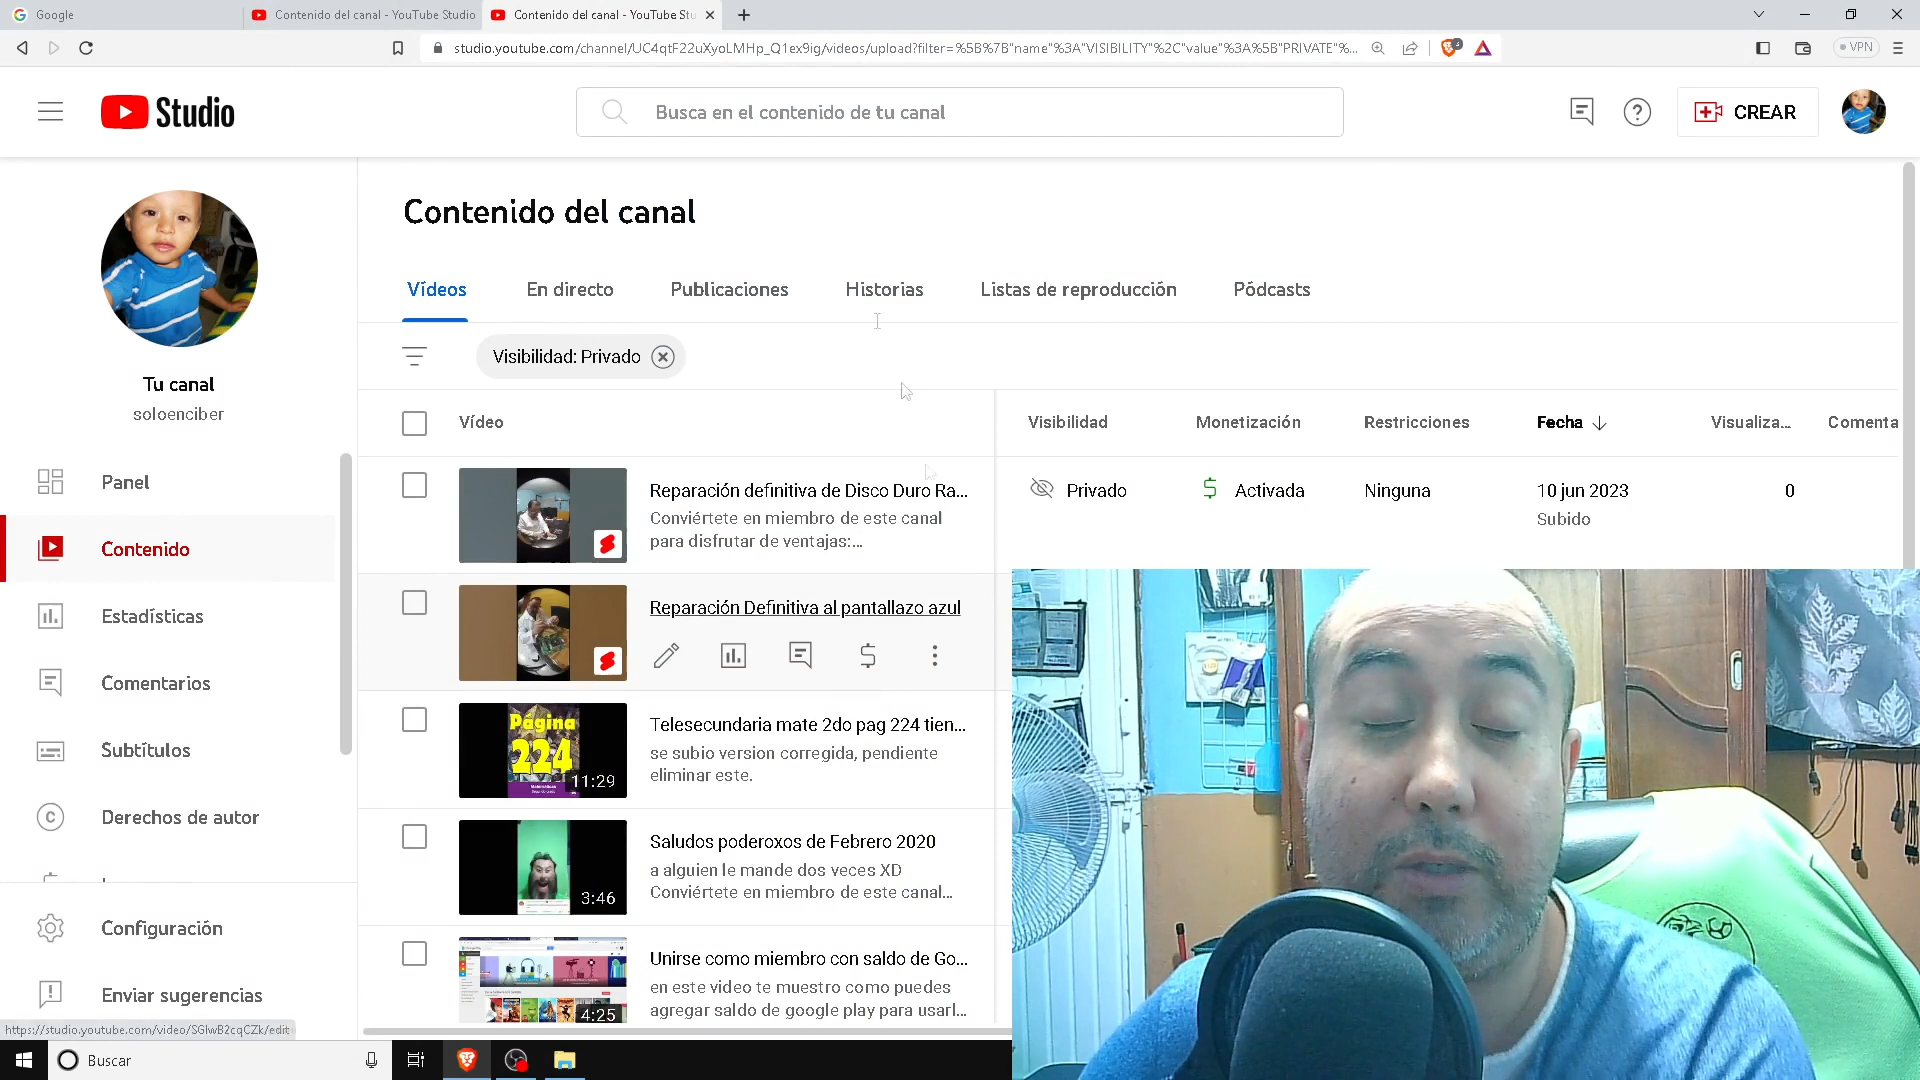 Google
Contenido del canal - YouTube Studio
Contenido del canal - YouTube Stu
studio.youtube.com/channel/UC4qtF22uXyoLMHp_Q1ex9ig/videos/upload?filter=%5B%7B"name"%3A"VISIBILITY"%2C"value"%3A%5B"PRIVATE"%...
VPN
Studio
Busca en el contenido de tu canal
CREAR
Tu canal
soloenciber
Panel
Contenido
Estadísticas
Comentarios
Subtítulos
Derechos de autor
Configuración
Enviar sugerencias
Contenido del canal
Vídeos
En directo
Publicaciones
Historias
Listas de reproducción
Pódcasts
Visibilidad: Privado
Vídeo
Visibilidad
Monetización
Restricciones
Fecha
Visualiza...
Comenta
Reparación definitiva de Disco Duro Ra...
Conviértete en miembro de este canal
para disfrutar de ventajas:...
Privado
Activada
Ninguna
10 jun 2023
Subido
0
Reparación Definitiva al pantallazo azul
Página
224
11:29
Telesecundaria mate 2do pag 224 tien...
se subio version corregida, pendiente
eliminar este.
3:46
Saludos poderoxos de Febrero 2020
a alguien le mande dos veces XD
Conviértete en miembro de este canal...
4:25
Unirse como miembro con saldo de Go...
en este video te muestro como puedes
agregar saldo de google play para usarl...
https://studio.youtube.com/video/SGlwB2cqCZk/edit
Buscar